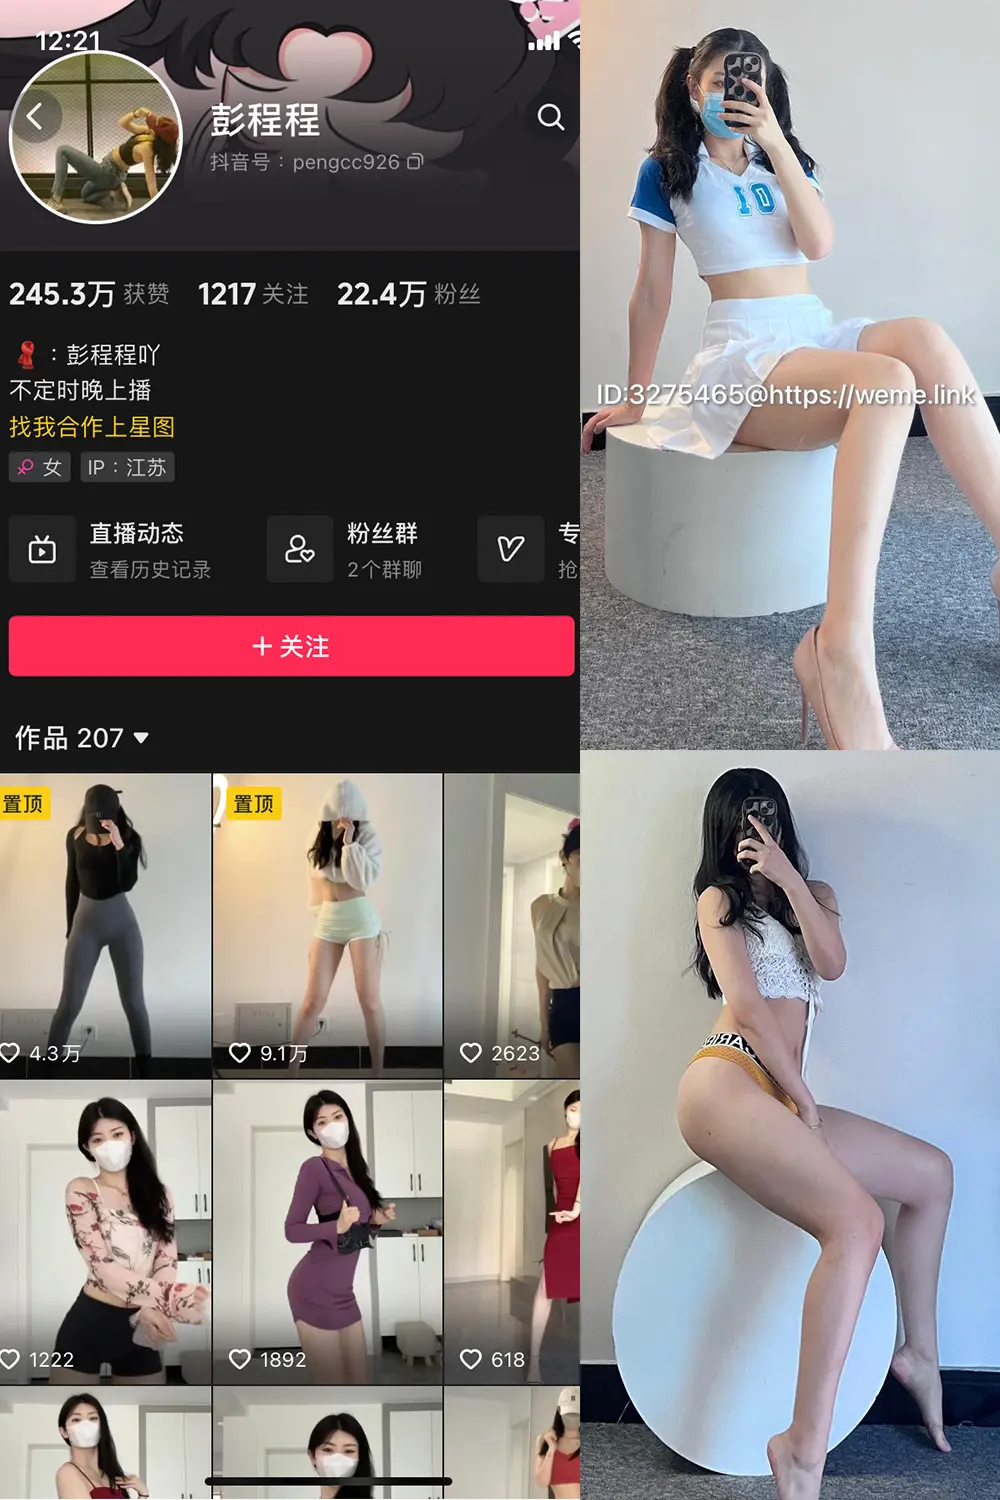 12:21
彭程程
抖音号：pengcc926
245.3万 获赞 1217 关注 22.4万 粉丝
：彭程程吖
不定时晚上播
找我合作上星图
女 IP：江苏
直播动态 粉丝群 专
查看历史记录 2个群聊 抢
+ 关注
作品 207
置顶 置顶
4.3万 9.1万 2623
1222 1892 618
10
ID:3275465@https://weme.link